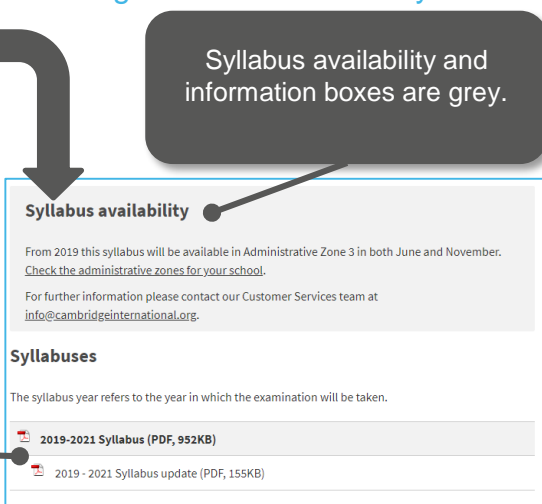 Syllabus availability and
information boxes are grey.
Syllabus availability
From 2019 this syllabus will be available in Administrative Zone 3 in both June and November.
Check the administrative zones for your school.
For further information please contact our Customer Services team at
info@cambridgeinternational.org.
Syllabuses
The syllabus year refers to the year in which the examination will be taken.
2019-2021 Syllabus (PDF, 952KB)
2019 - 2021 Syllabus update (PDF, 155KB)